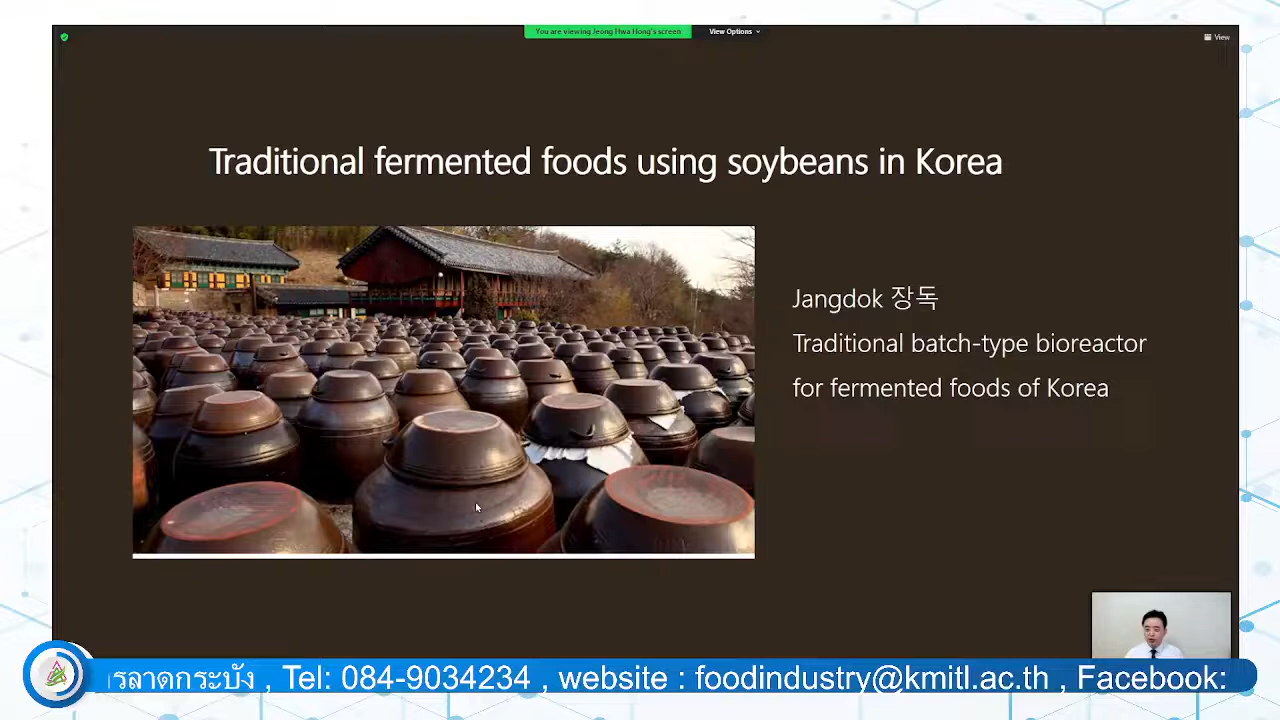 You are viewing Jeong Hwa Hong's screen
View Options
View
Traditional fermented foods using soybeans in Korea
Jangdok 장독
Traditional batch-type bioreactor
for fermented foods of Korea
รลาดกระบัง , Tel: 084-9034234 , website : foodindustry@kmitl.ac.th , Facebook: